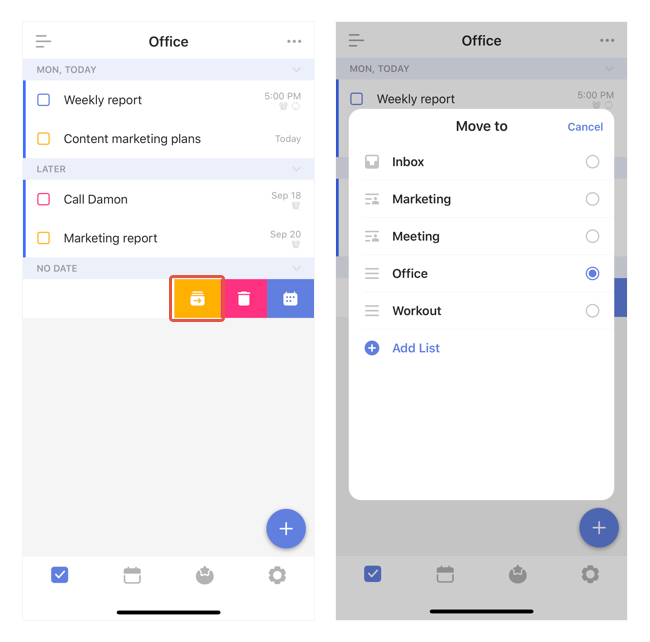 Office
MON, TODAY
Weekly report
5:00 PM
Content marketing plans
Today
LATER
Call Damon
Sep 18
Marketing report
Sep 20
NO DATE
Office
MON, TODAY
Weekly report
5:00 PM
Move to
Cancel
Inbox
Marketing
Meeting
Office
Workout
Add List